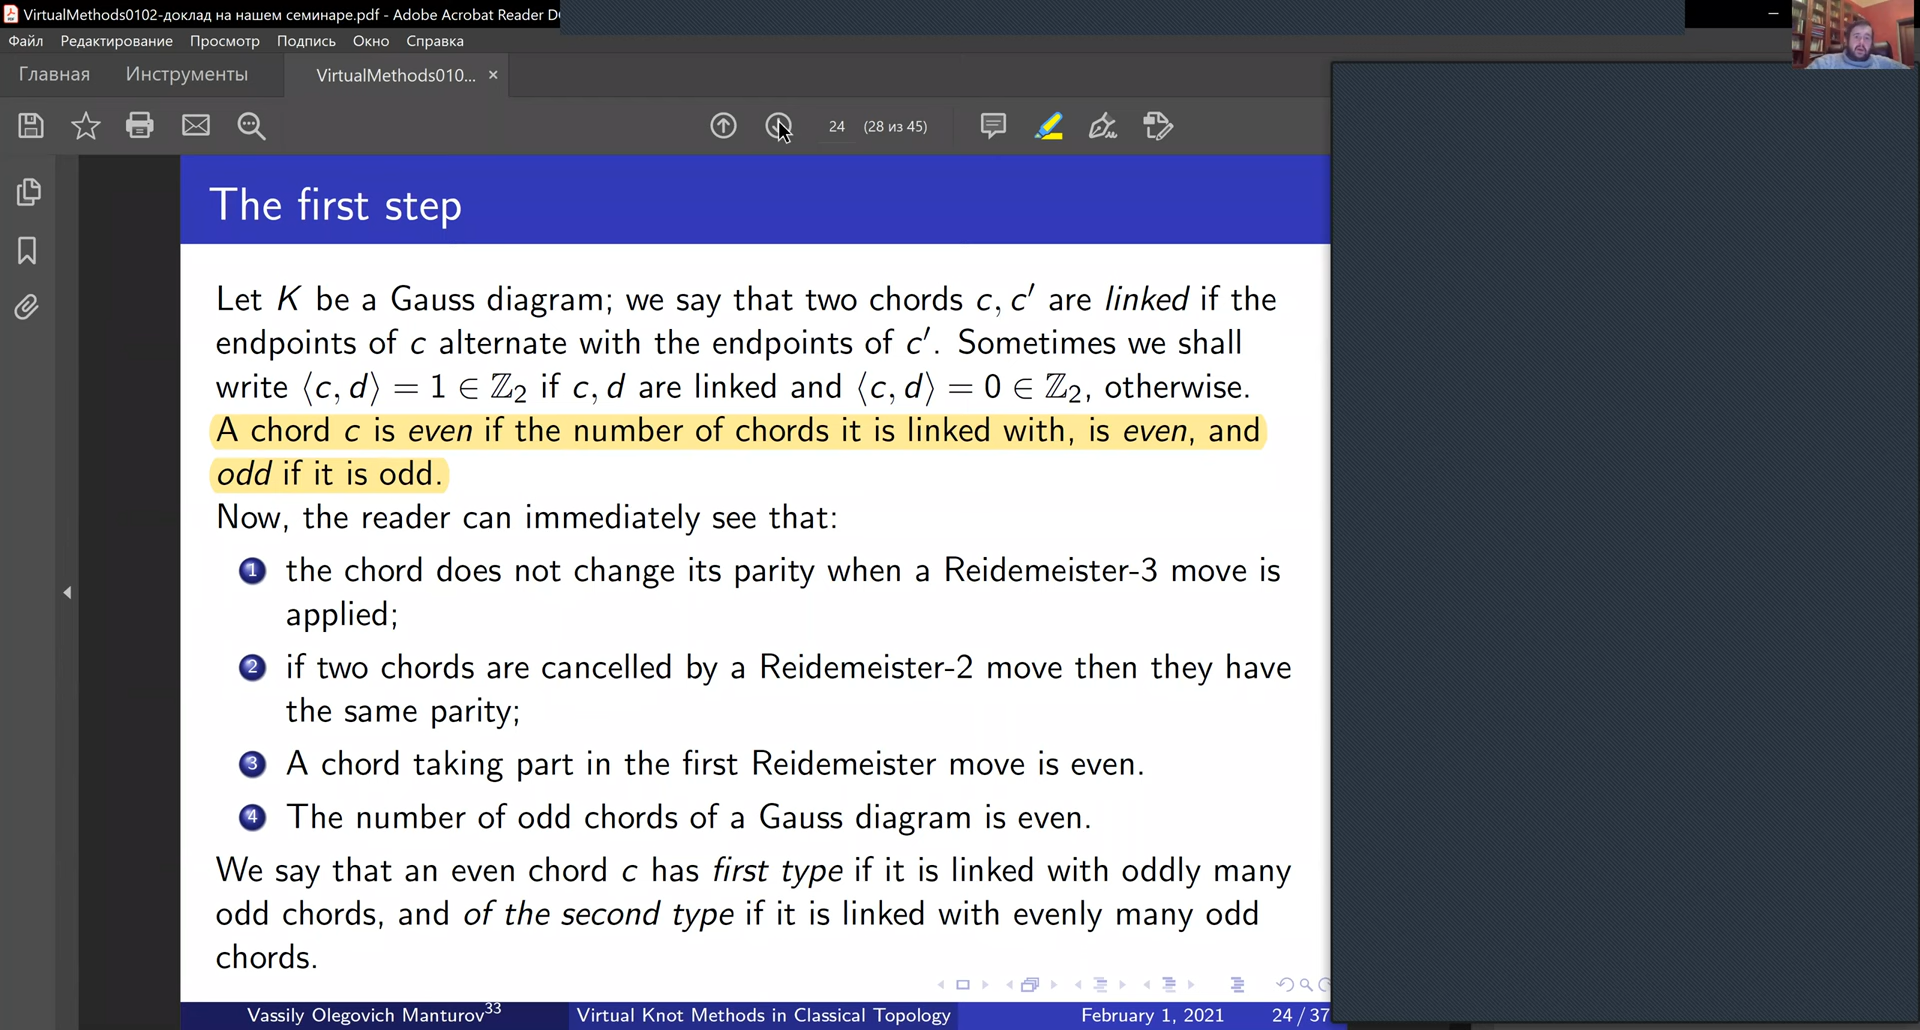 VirtualMethods0102-доклад на нашем семинаре.pdf - Adobe Acrobat Reader D
Файл Редактирование Просмотр Подпись Окно Справка
Главная Инструменты VirtualMethods010... ×
24 (28 из 45)
The first step
Let K be a Gauss diagram; we say that two chords c, c′ are linked if the
endpoints of c alternate with the endpoints of c′. Sometimes we shall
write ⟨c, d⟩ = 1 ∈ ℤ₂ if c, d are linked and ⟨c, d⟩ = 0 ∈ ℤ₂, otherwise.
A chord c is even if the number of chords it is linked with, is even, and
odd if it is odd.
Now, the reader can immediately see that:
1 the chord does not change its parity when a Reidemeister-3 move is
applied;
2 if two chords are cancelled by a Reidemeister-2 move then they have
the same parity;
3 A chord taking part in the first Reidemeister move is even.
4 The number of odd chords of a Gauss diagram is even.
We say that an even chord c has first type if it is linked with oddly many
odd chords, and of the second type if it is linked with evenly many odd
chords.
Vassily Olegovich Manturov³³ Virtual Knot Methods in Classical Topology February 1, 2021 24 / 37